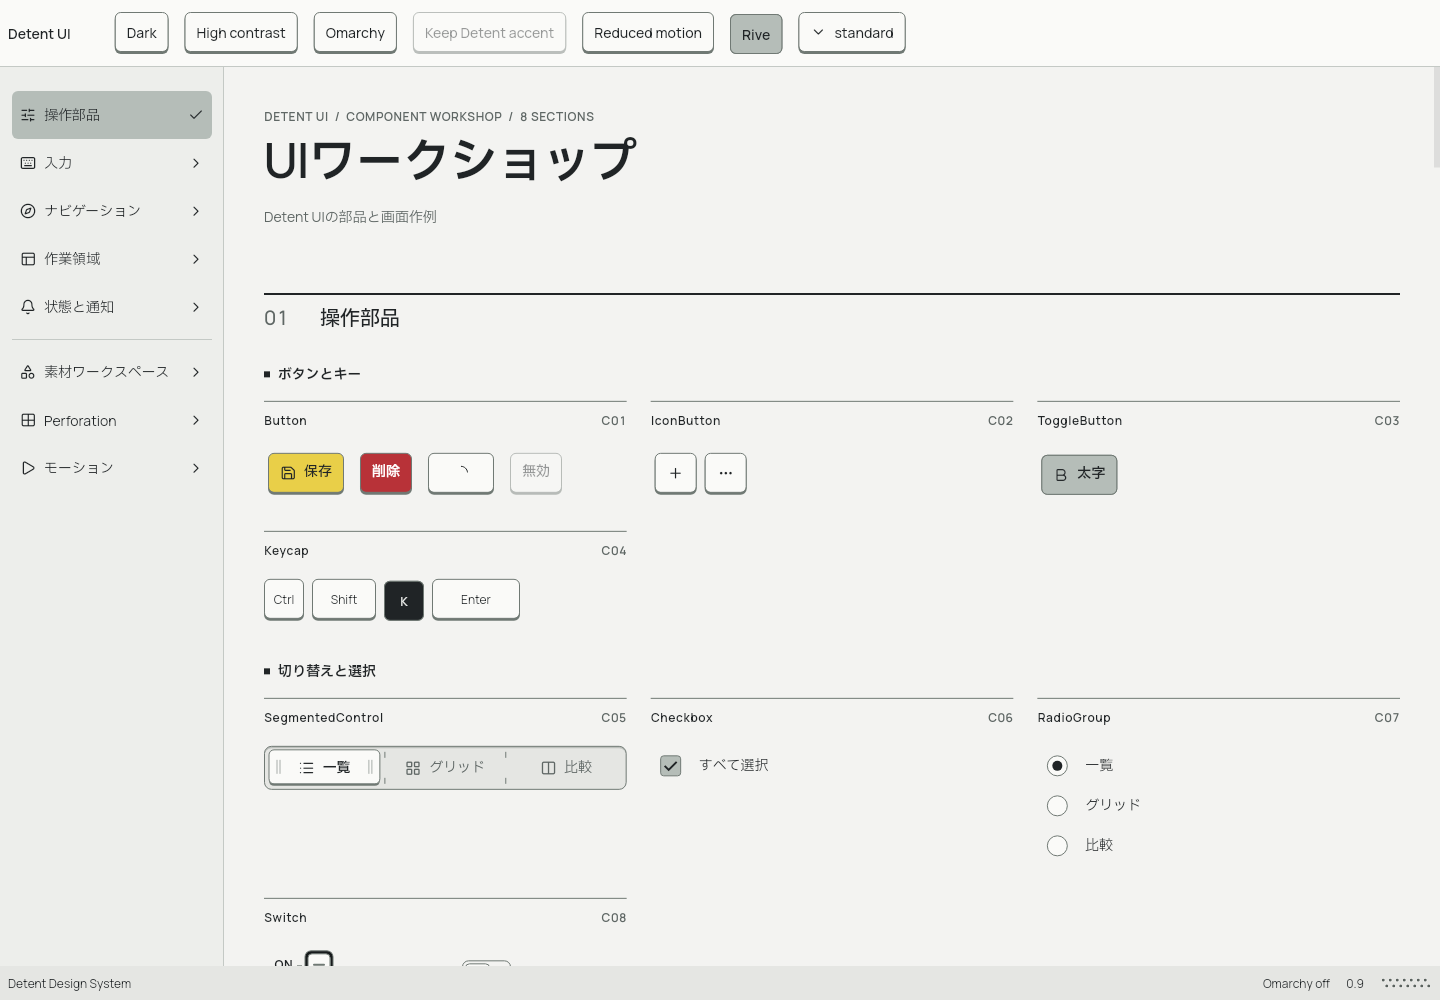 Detent UI
Dark
High contrast
Omarchy
Keep Detent accent
Reduced motion
Rive
standard
操作部品
入力
ナビゲーション
作業領域
状態と通知
素材ワークスペース
Perforation
モーション
DETENT UI / COMPONENT WORKSHOP / 8 SECTIONS
UIワークショップ
Detent UIの部品と画面作例
01 操作部品
ボタンとキー
Button C01
IconButton C02
ToggleButton C03
保存
削除
無効
太字
Keycap C04
Ctrl
Shift
K
Enter
切り替えと選択
SegmentedControl C05
Checkbox C06
RadioGroup C07
一覧
グリッド
比較
すべて選択
一覧
グリッド
比較
Switch C08
ON
Detent Design System
Omarchy off
0.9